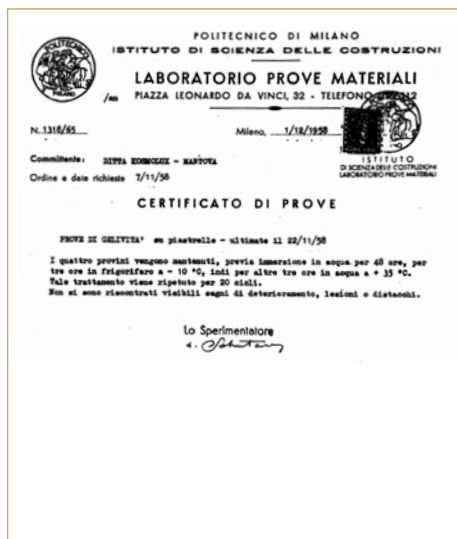 POLITECNICO DI MILANO
ISTITUTO DI SCIENZA DELLE COSTRUZIONI
LABORATORIO PROVE MATERIALI
/en PIAZZA LEONARDO DA VINCI, 32 - TELEFONO
POLITECNICO
MILANO
N. 1318/65 Milano, 1/12/1958
ISTITUTO
DI SCIENZA DELLE COSTRUZIONI
LABORATORIO PROVE MATERIALI
Committente: DITTA KOSMOLUX - MANTOVA
Ordine e data richieste 7/11/58
CERTIFICATO DI PROVE
PROVE DI GELIVITA' su piastrelle - ultimate il 22/11/58
I quattro provini vengono mantenuti, previa immersione in acqua per 48 ore, per
tre ore in frigorifero a - 10 °C, indi per altre tre ore in acqua a + 35 °C.
Tale trattamento viene ripetuto per 20 cicli.
Non si sono riscontrati visibili segni di deterioramento, lesioni o distacchi.
Lo Sperimentatore